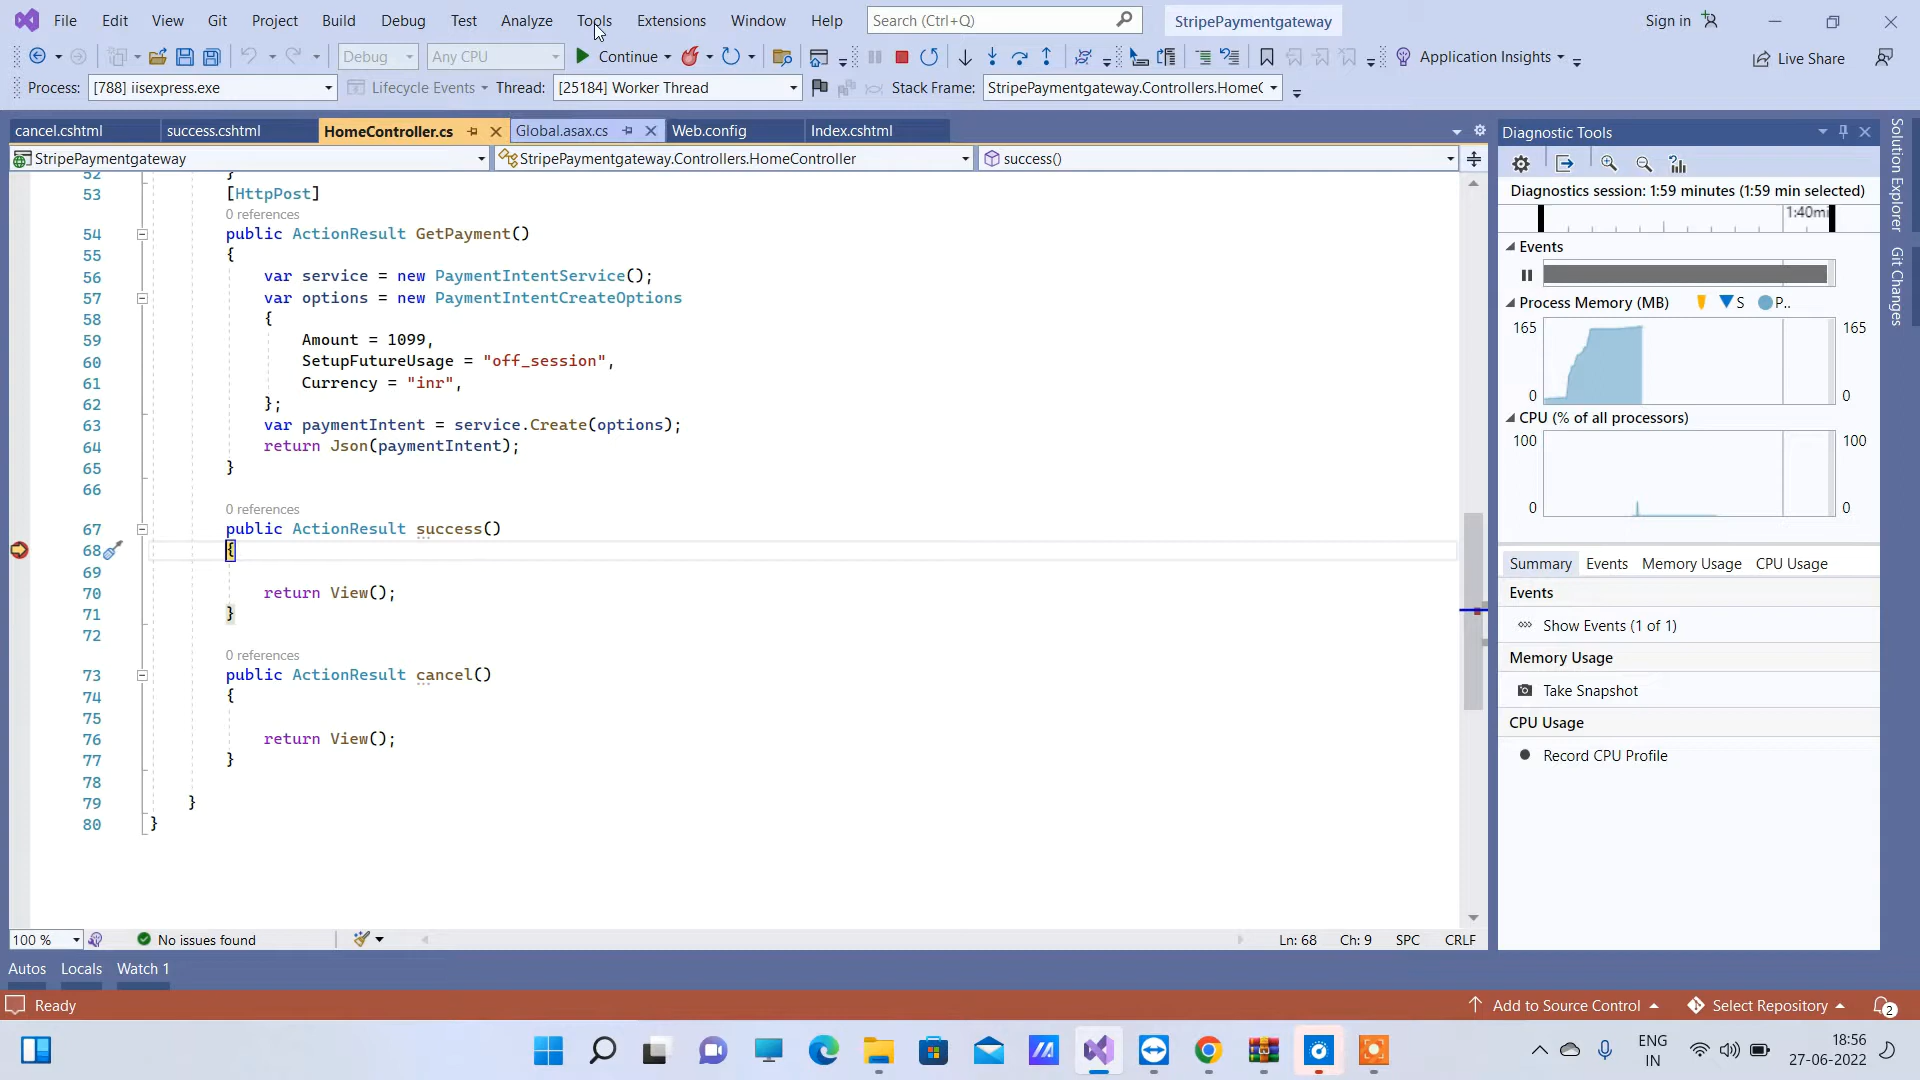 File Edit View Git Project Build Debug Test Analyze Tools Extensions Window Help Search (Ctrl+Q) StripePaymentgateway Sign in
Debug Any CPU Continue Application Insights Live Share
Process: [788] iisexpress.exe Lifecycle Events Thread: [25184] Worker Thread Stack Frame: StripePaymentgateway.Controllers.HomeC
cancel.cshtml success.cshtml HomeController.cs Global.asax.cs Web.config Index.cshtml
StripePaymentgateway StripePaymentgateway.Controllers.HomeController success()
52 }
53 [HttpPost]
0 references
54 public ActionResult GetPayment()
55 {
56 var service = new PaymentIntentService();
57 var options = new PaymentIntentCreateOptions
58 {
59 Amount = 1099,
60 SetupFutureUsage = "off_session",
61 Currency = "inr",
62 };
63 var paymentIntent = service.Create(options);
64 return Json(paymentIntent);
65 }
66
0 references
67 public ActionResult success()
68 {
69
70 return View();
71 }
72
0 references
73 public ActionResult cancel()
74 {
75
76 return View();
77 }
78
79 }
80 }
100 % No issues found Ln: 68 Ch: 9 SPC CRLF
Diagnostic Tools
Diagnostics session: 1:59 minutes (1:59 min selected)
1:40mi
Events
Process Memory (MB) S P..
165 165
0 0
CPU (% of all processors)
100 100
0 0
Summary Events Memory Usage CPU Usage
Events
Show Events (1 of 1)
Memory Usage
Take Snapshot
CPU Usage
Record CPU Profile
Solution Explorer
Git Changes
Autos Locals Watch 1
Ready Add to Source Control Select Repository 2
ENG
IN
18:56
27-06-2022